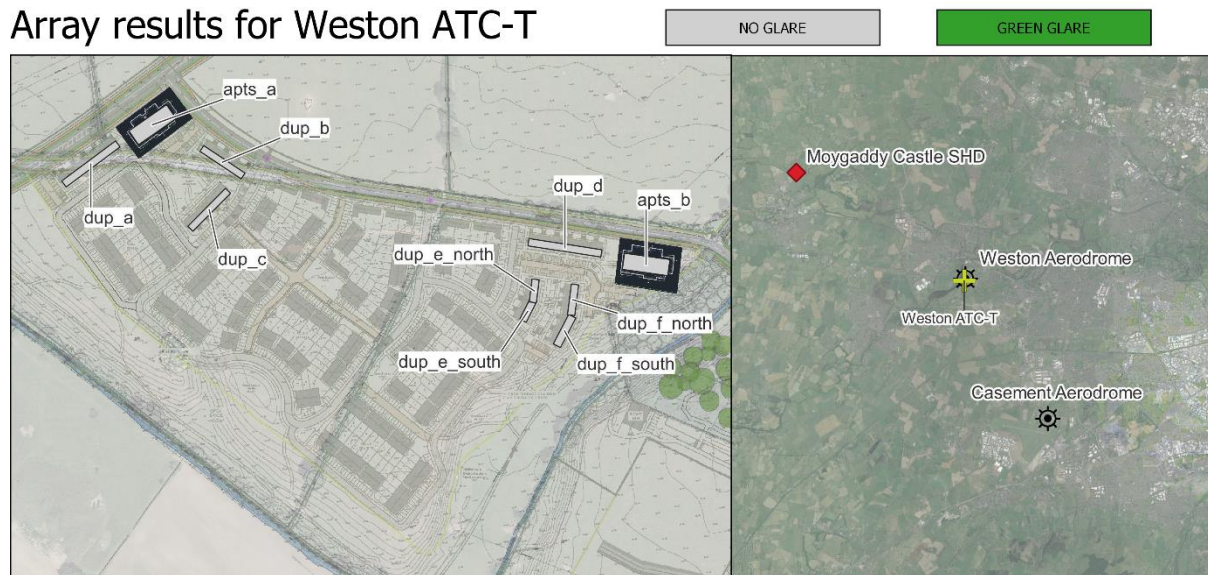 Array results for Weston ATC-T
NO GLARE
GREEN GLARE
apts_a
dup_b
dup_a
dup_c
dup_d
apts_b
dup_e_north
dup_f_north
dup_e_south
dup_f_south
Moygaddy Castle SHD
Weston Aerodrome
Weston ATC-T
Casement Aerodrome